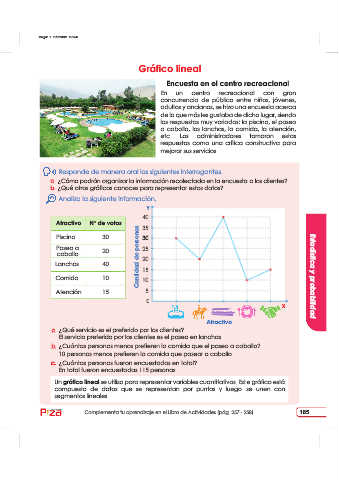 Gráfico lineal
Encuesta en el centro recreacional
En un centro recreacional con gran
concurrencia de público entre niños, jóvenes,
adultos y ancianos, se hizo una encuesta acerca
de lo que más les gustaba de dicho lugar, siendo
las respuestas muy variadas: la piscina, el paseo
a caballo, las lanchas, la comida, la atención,
etc. Los administradores tomaron estas
respuestas como una crítica constructiva para
mejorar sus servicios
Responde de manera oral las siguientes interrogantes
a. ¿Cómo podrán organizar la información recolectada en la encuesta a los clientes?
b. ¿Qué otros gráficos conoces para representar estos datos?
Analiza la siguiente información.
Atractivo N° de votos
Piscina 30
Paseo a caballo 20
Lanchas 40
Comida 10
Atención 15
Cantidad de personas
Y
40
35
30
25
20
15
10
5
0
X
Atractivo
a. ¿Qué servicio es el preferido por los clientes?
El servicio preferido por los clientes es el paseo en lanchas
b. ¿Cuántas personas menos prefieren la comida que el paseo a caballo?
10 personas menos prefieren la comida que pasear a caballo
c. ¿Cuántas personas fueron encuestadas en total?
En total fueron encuestadas 115 personas
Un gráfico lineal se utiliza para representar variables cuantitativas. Este gráfico está
compuesto de datos que se representan por puntos y luego se unen con
segmentos lineales
Estadística y probabilidad
Complementa tu aprendizaje en el Libro de Actividades (pág. 357 - 358)
185